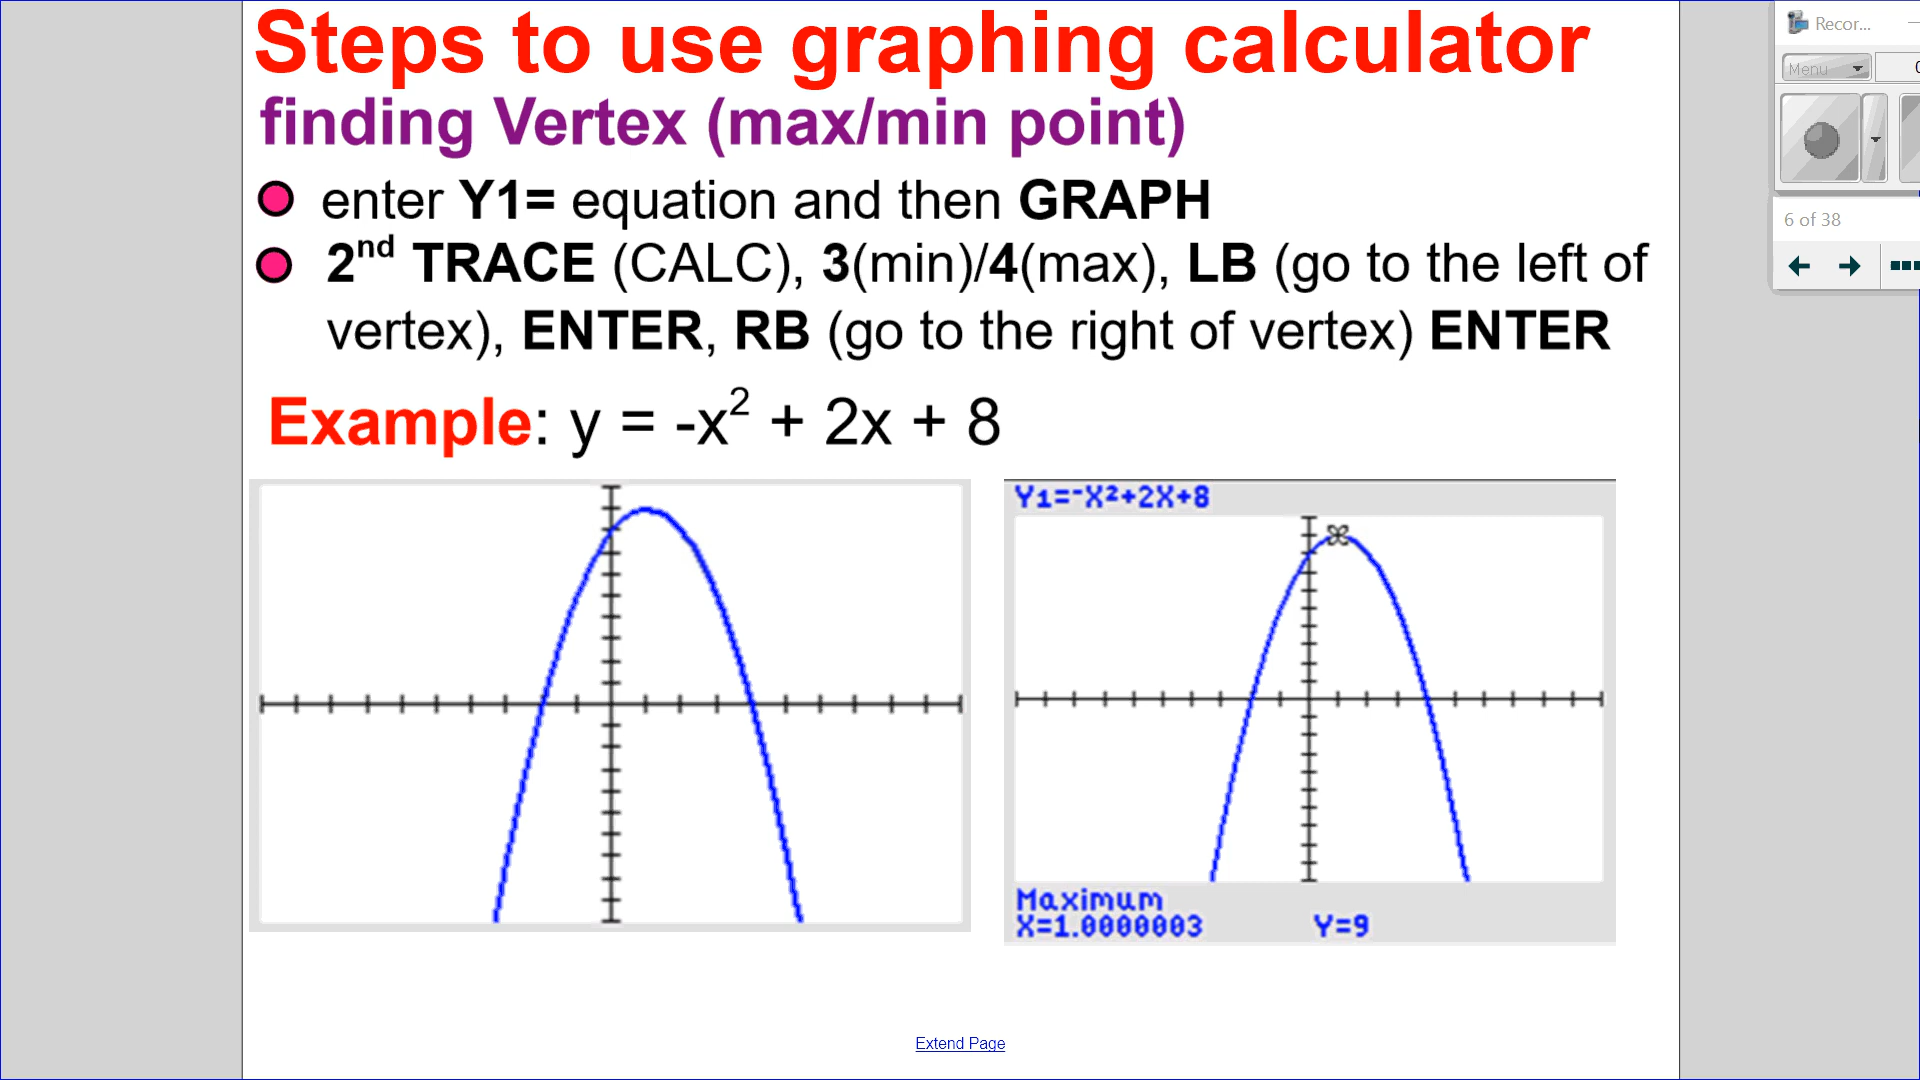 Steps to use graphing calculator
finding Vertex (max/min point)
enter Y1= equation and then GRAPH
2nd TRACE (CALC), 3(min)/4(max), LB (go to the left of
vertex), ENTER, RB (go to the right of vertex) ENTER
Example: y = -x² + 2x + 8
Y1=-X²+2X+8
Maximum
X=1.0000003 Y=9
Extend Page
Recor...
Menu
6 of 38